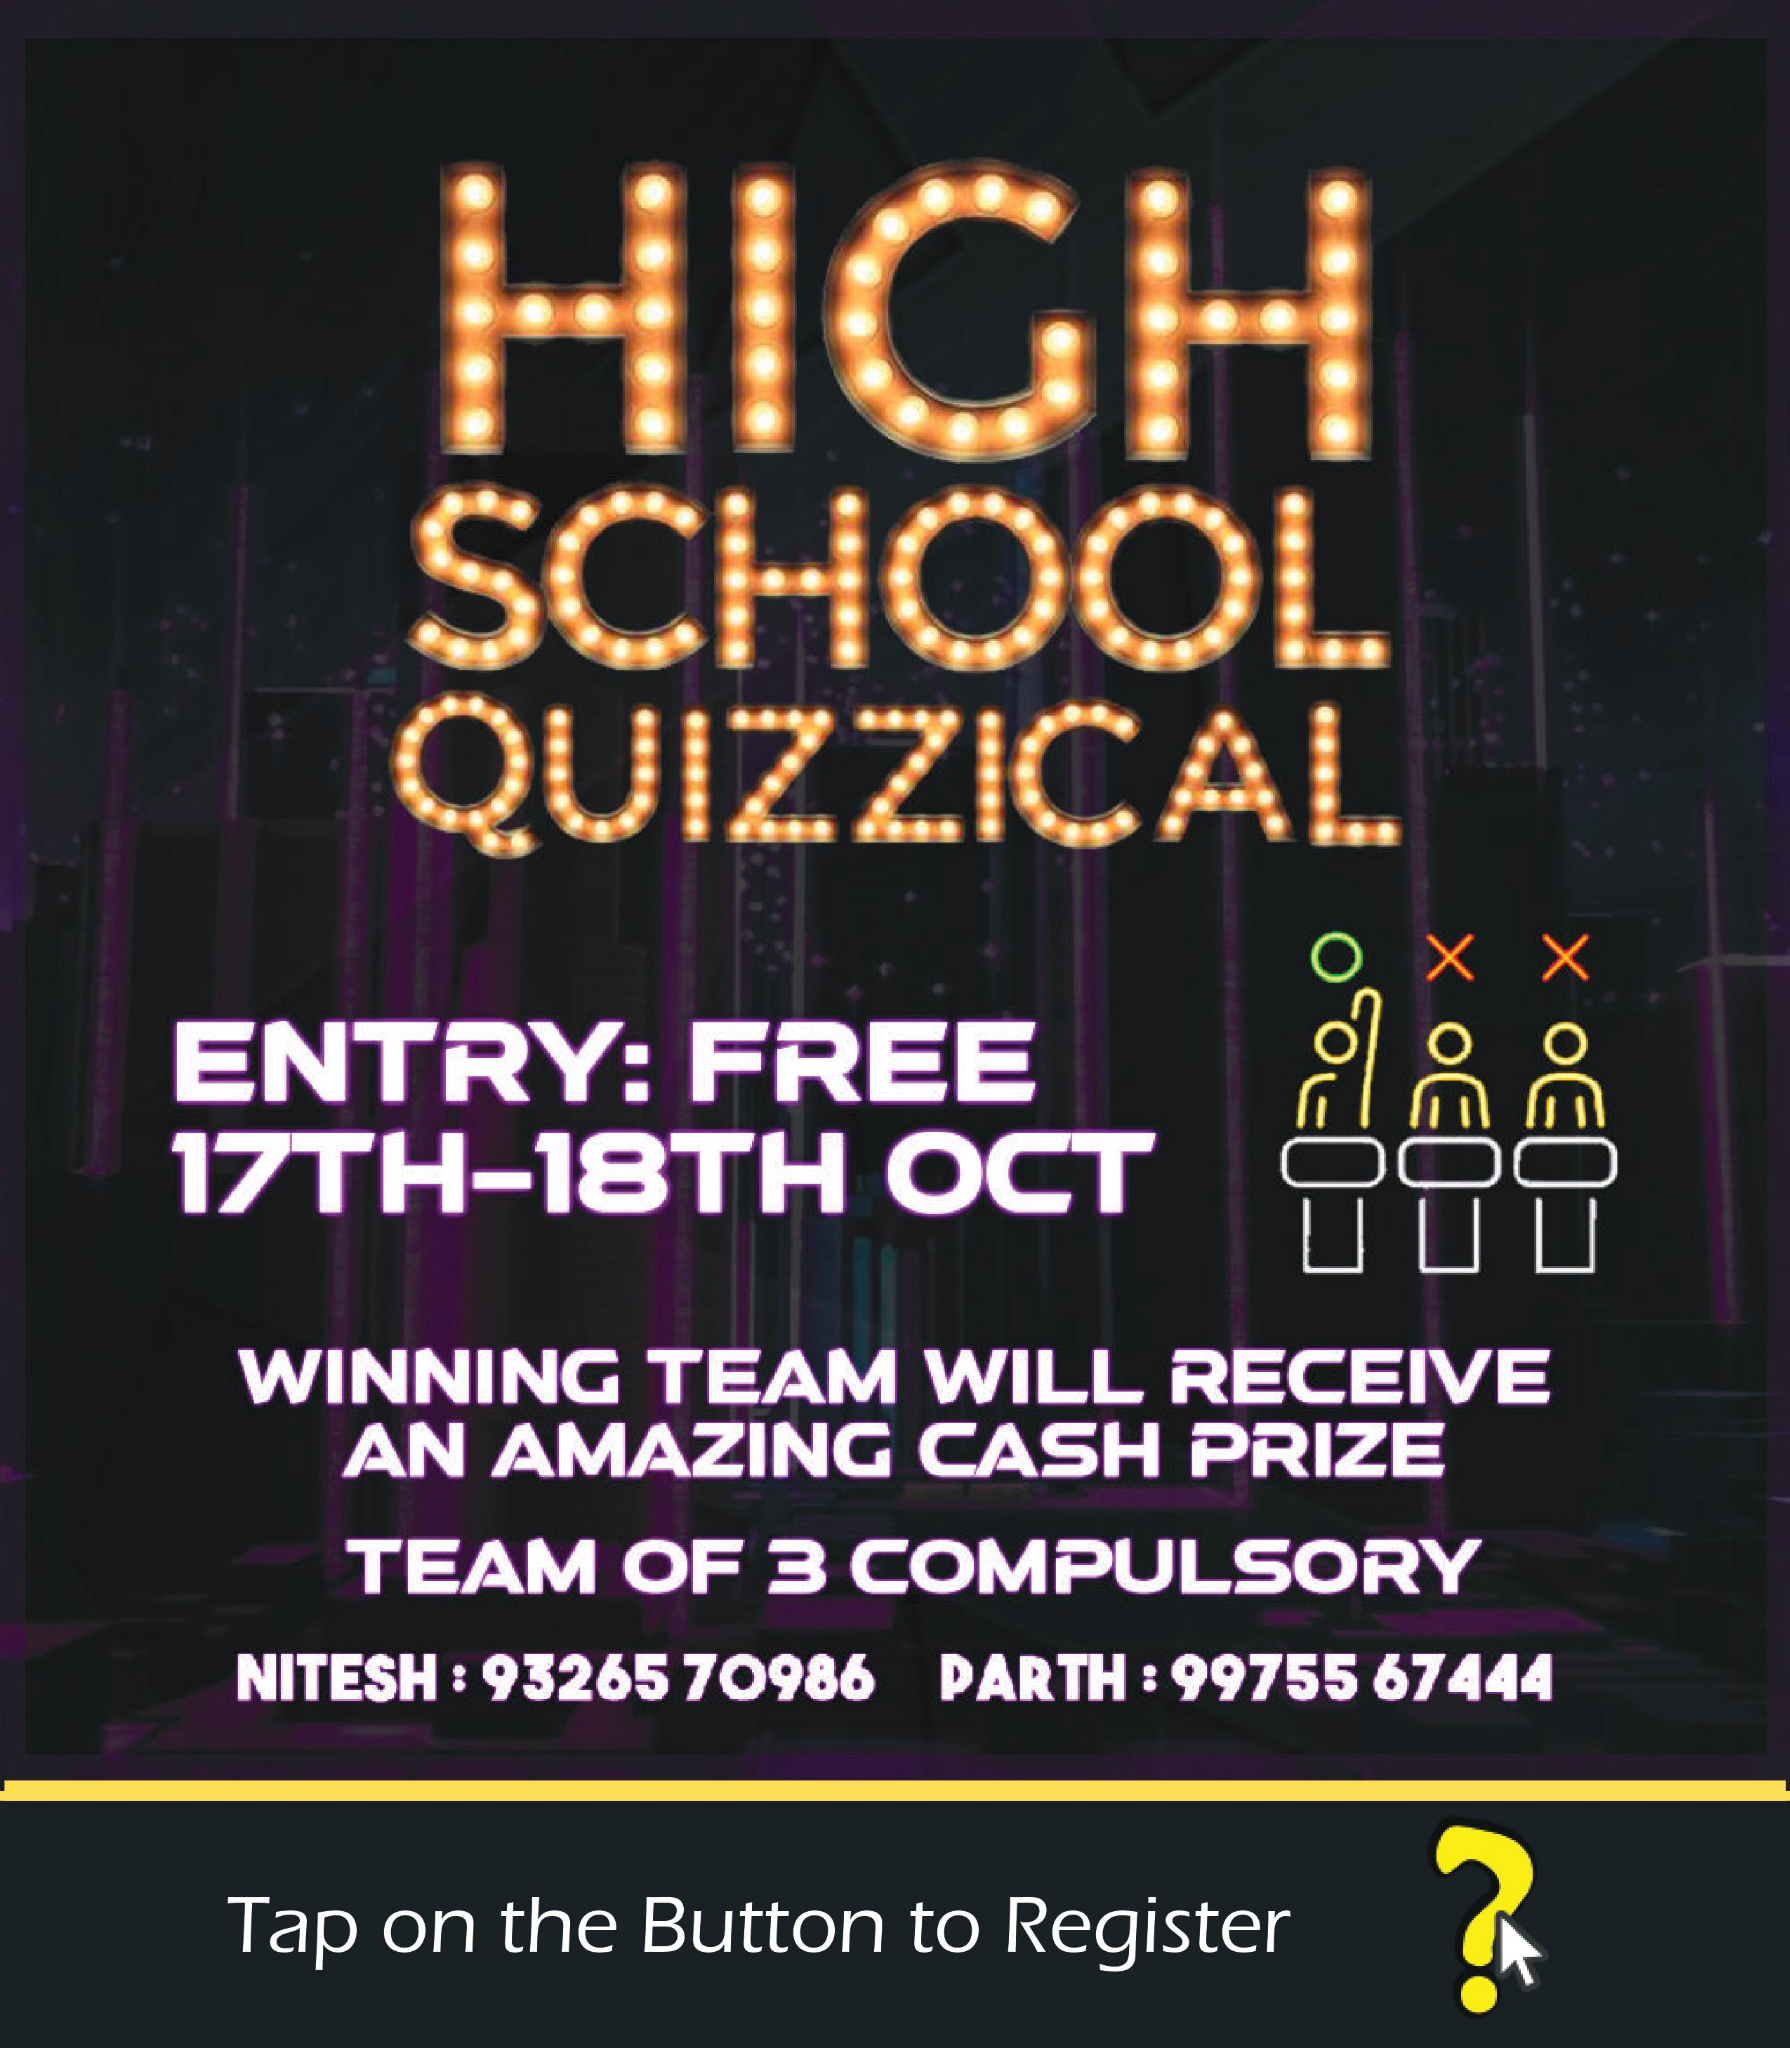 HIGH
SCHOOL
QUIZZICAL
ENTRY: FREE
17TH-18TH OCT
WINNING TEAM WILL RECEIVE
AN AMAZING CASH PRIZE
TEAM OF 3 COMPULSORY
NITESH : 93265 70986 PARTH : 99755 67444
Tap on the Button to Register ?